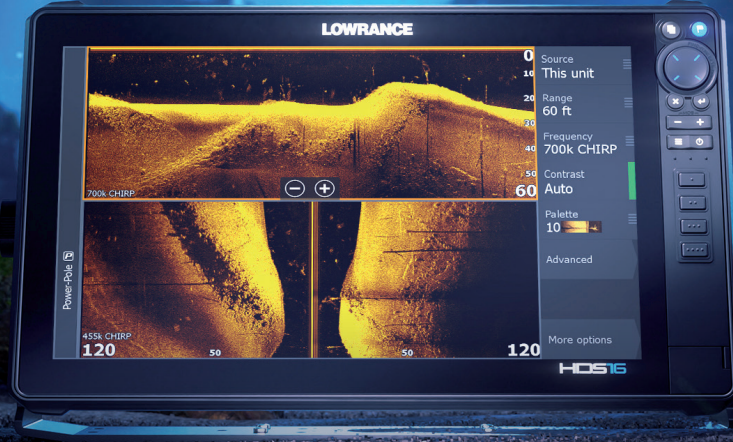 LOWRANCE
Power-Pole P
0
10
20
30
40
50
60
700k CHIRP
455k CHIRP
120
50
50
120
Source
This unit
Range
60 ft
Frequency
700k CHIRP
Contrast
Auto
Palette
10
Advanced
More options
HDS16